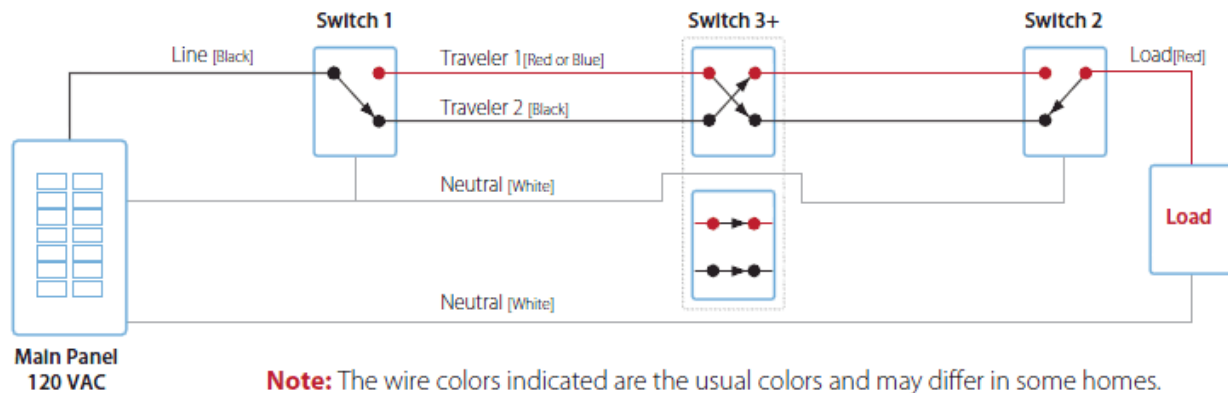 Switch 1
Switch 3+
Switch 2
Line [Black]
Traveler 1[Red or Blue]
Load[Red]
Traveler 2 [Black]
Neutral [White]
Load
Neutral [White]
Main Panel
120 VAC
Note: The wire colors indicated are the usual colors and may differ in some homes.